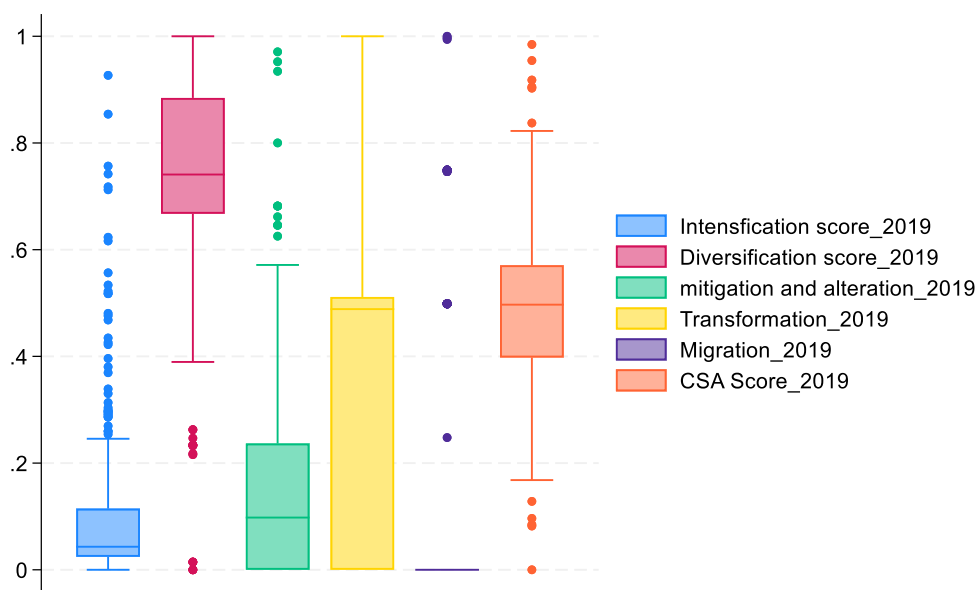 1
.8
.6
.4
.2
0
Intensfication score_2019
Diversification score_2019
mitigation and alteration_2019
Transformation_2019
Migration_2019
CSA Score_2019